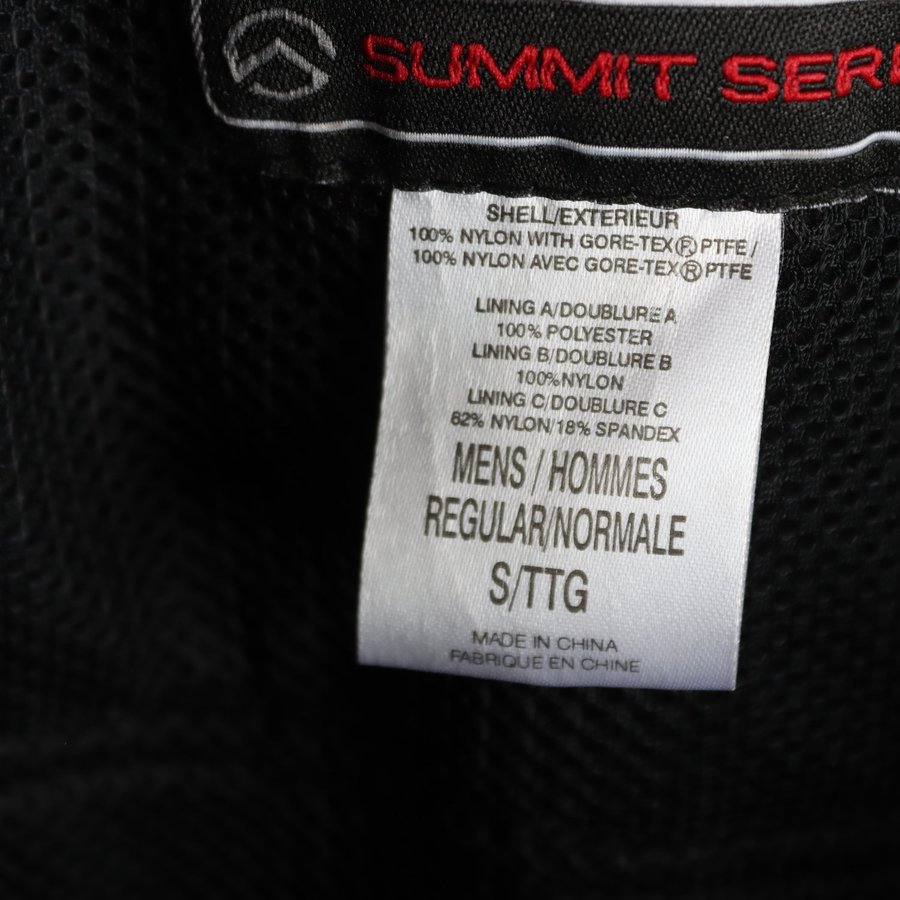 SUMMIT SERI
SHELL/EXTERIEUR
100% NYLON WITH GORE-TEX® PTFE /
100% NYLON AVEC GORE-TEX® PTFE
LINING A/DOUBLURE A
100% POLYESTER
LINING B/DOUBLURE B
100%NYLON
LINING C/DOUBLURE C
82% NYLON/18% SPANDEX
MENS / HOMMES
REGULAR/NORMALE
S/TTG
MADE IN CHINA
FABRIQUE EN CHINE